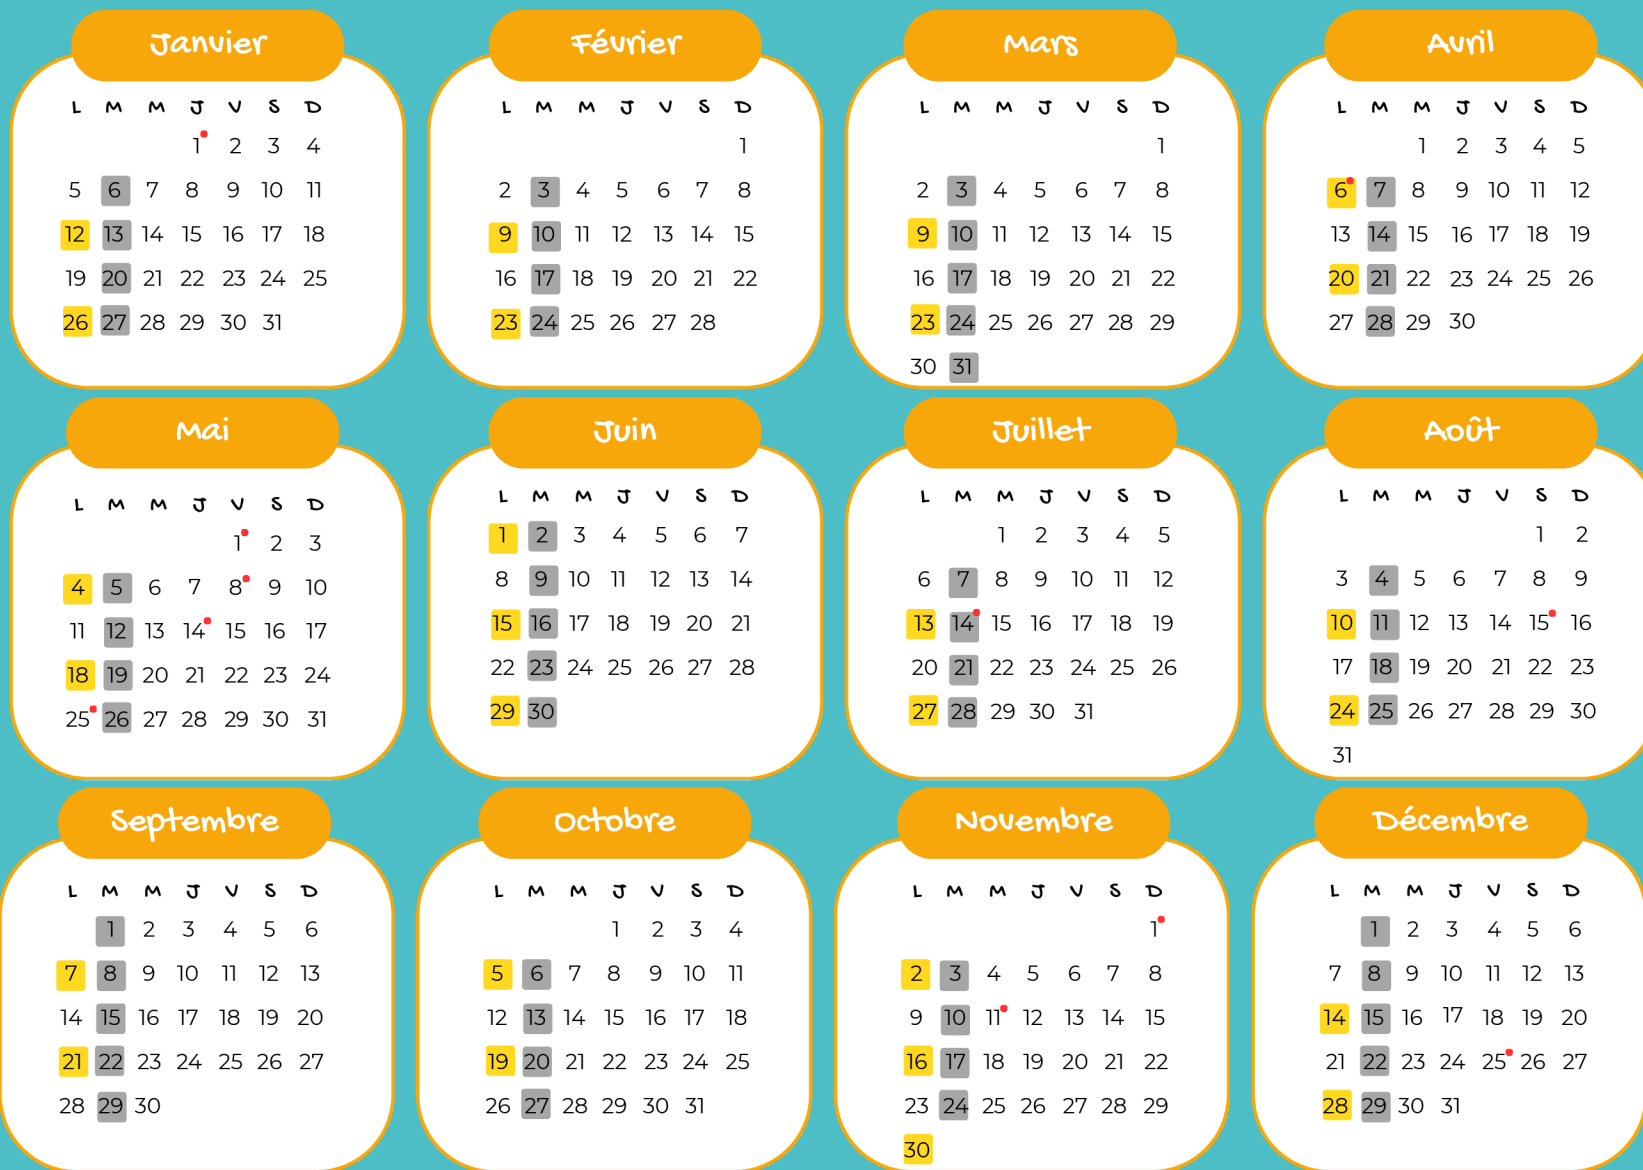 Janvier
L M M J V S D
1 2 3 4
5 6 7 8 9 10 11
12 13 14 15 16 17 18
19 20 21 22 23 24 25
26 27 28 29 30 31
Février
L M M J V S D
1
2 3 4 5 6 7 8
9 10 11 12 13 14 15
16 17 18 19 20 21 22
23 24 25 26 27 28
Mars
L M M J V S D
1
2 3 4 5 6 7 8
9 10 11 12 13 14 15
16 17 18 19 20 21 22
23 24 25 26 27 28 29
30 31
Avril
L M M J V S D
1 2 3 4 5
6 7 8 9 10 11 12
13 14 15 16 17 18 19
20 21 22 23 24 25 26
27 28 29 30
Mai
L M M J V S D
1 2 3
4 5 6 7 8 9 10
11 12 13 14 15 16 17
18 19 20 21 22 23 24
25 26 27 28 29 30 31
Juin
L M M J V S D
1 2 3 4 5 6 7
8 9 10 11 12 13 14
15 16 17 18 19 20 21
22 23 24 25 26 27 28
29 30
Juillet
L M M J V S D
1 2 3 4 5
6 7 8 9 10 11 12
13 14 15 16 17 18 19
20 21 22 23 24 25 26
27 28 29 30 31
Août
L M M J V S D
1 2
3 4 5 6 7 8 9
10 11 12 13 14 15 16
17 18 19 20 21 22 23
24 25 26 27 28 29 30
31
Septembre
L M M J V S D
1 2 3 4 5 6
7 8 9 10 11 12 13
14 15 16 17 18 19 20
21 22 23 24 25 26 27
28 29 30
Octobre
L M M J V S D
1 2 3 4
5 6 7 8 9 10 11
12 13 14 15 16 17 18
19 20 21 22 23 24 25
26 27 28 29 30 31
Novembre
L M M J V S D
1
2 3 4 5 6 7 8
9 10 11 12 13 14 15
16 17 18 19 20 21 22
23 24 25 26 27 28 29
30
Décembre
L M M J V S D
1 2 3 4 5 6
7 8 9 10 11 12 13
14 15 16 17 18 19 20
21 22 23 24 25 26 27
28 29 30 31